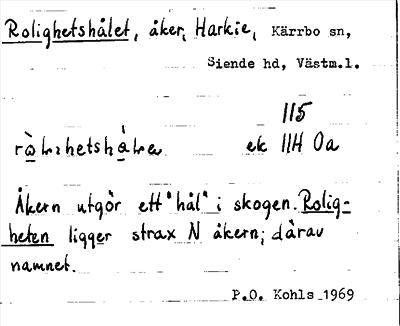 Rolighetshålet, åker, Harkie, Kärrbo sn,
Siende hd, Västm.l.
115
ek 11H 0a
Åkern utgör ett "hål" i skogen. Rolig-
heten ligger strax N åkern; därav
namnet.
P.O. Kohls 1969